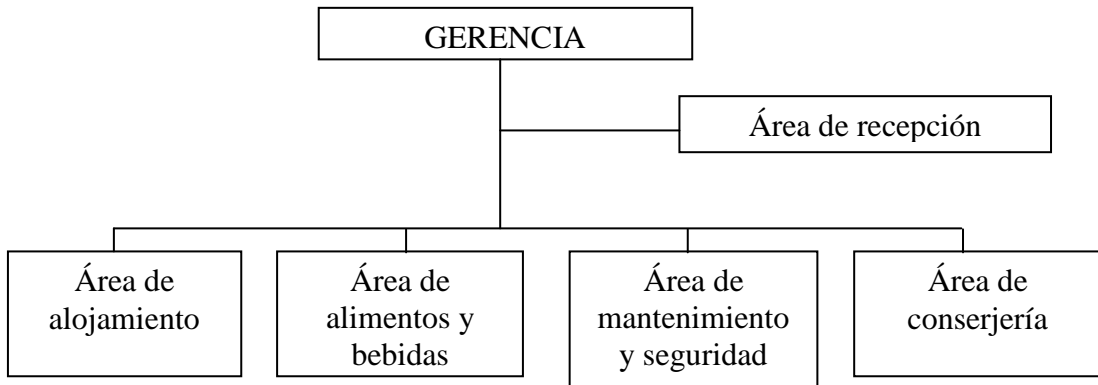 GERENCIA
Área de recepción
Área de
alojamiento
Área de
alimentos y
bebidas
Área de
mantenimiento
y seguridad
Área de
conserjería